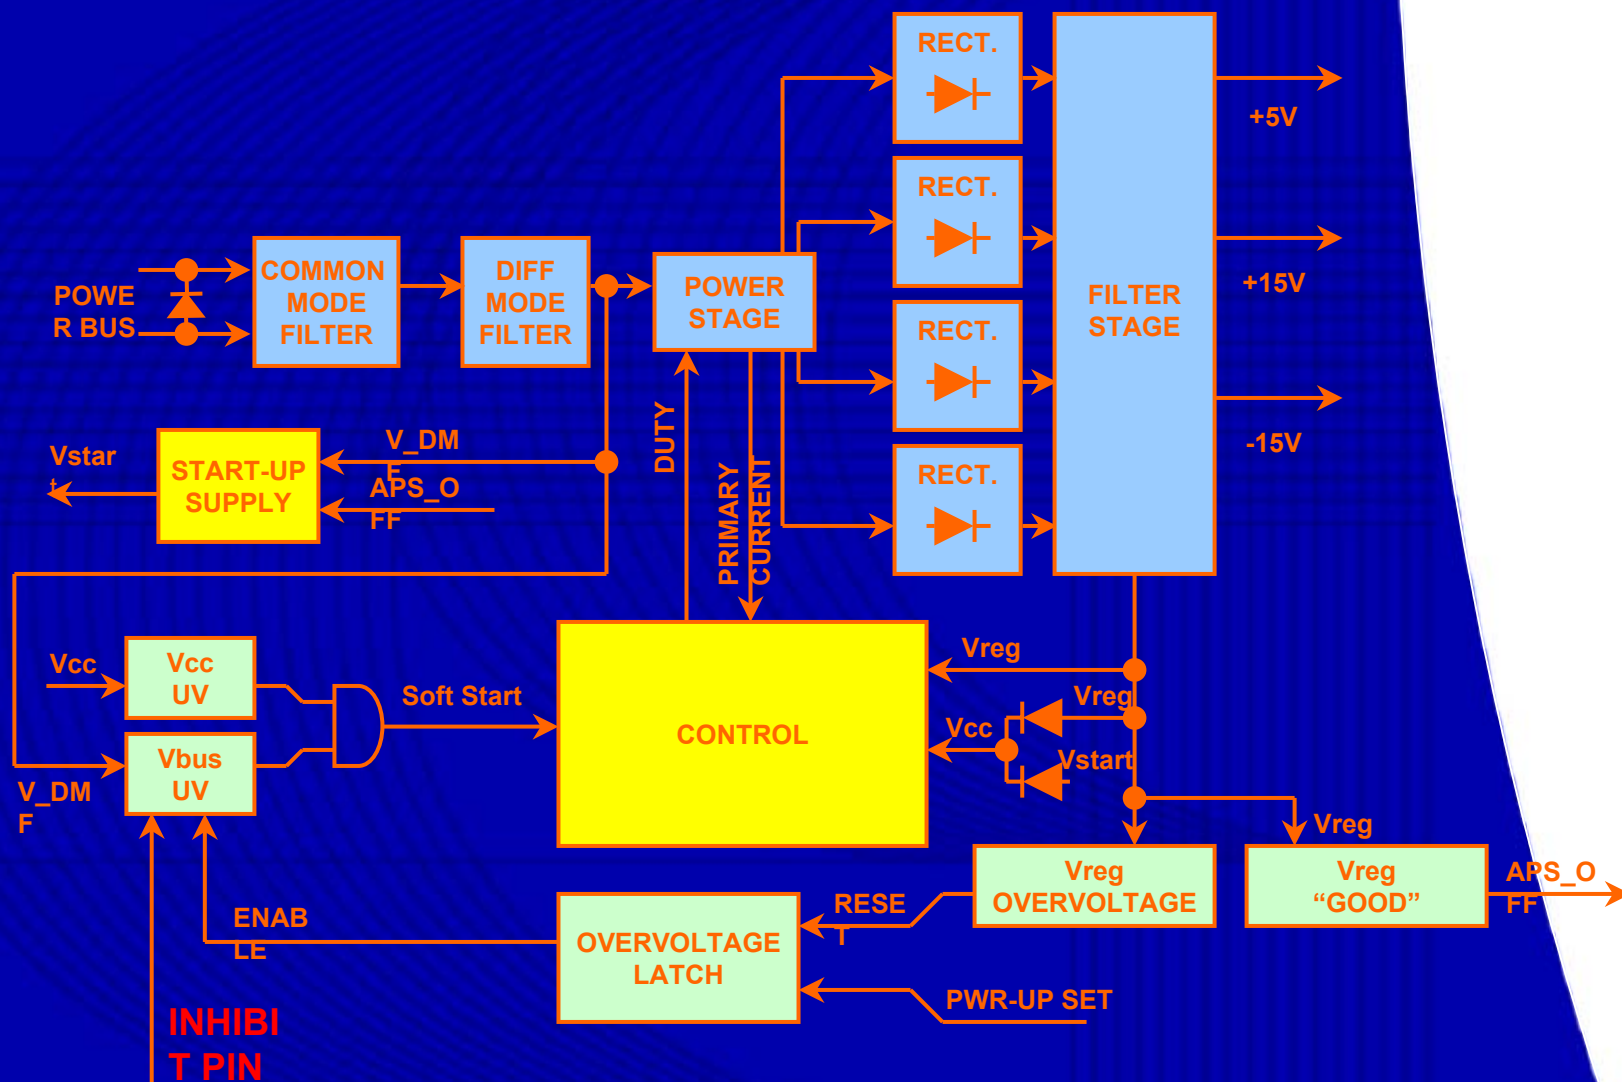 RECT.
+5V
RECT.
COMMON
MODE
FILTER
DIFF
MODE
FILTER
POWER
STAGE
POWE
R BUS
+15V
FILTER
STAGE
RECT.
-15V
RECT.
Vstar
t
START-UP
SUPPLY
V_DM
F
APS_O
FF
DUTY
PRIMARY
CURRENT
Vcc
Vcc
UV
Soft Start
CONTROL
Vreg
Vreg
Vcc
Vstart
Vbus
UV
V_DM
F
Vreg
Vreg
OVERVOLTAGE
Vreg
“GOOD”
APS_O
FF
ENAB
LE
OVERVOLTAGE
LATCH
RESE
T
PWR-UP SET
INHIBI
T PIN